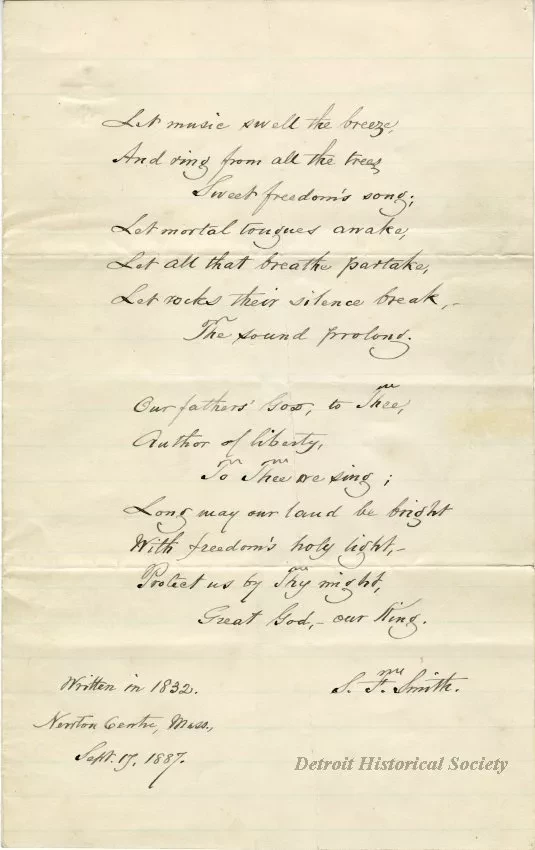 Let music swell the breeze,
And ring from all the trees
Sweet freedom's song;
Let mortal tongues awake,
Let all that breathe partake,
Let rocks their silence break,–
The sound prolong.
Our fathers' God, to Thee,
Author of liberty,
To Thee we sing;
Long may our land be bright
With freedom's holy light,–
Protect us by Thy might,
Great God,– our King.
S. F. Smith.
Written in 1832.
Newton Centre, Mass.,
Sept. 17, 1887.
Detroit Historical Society